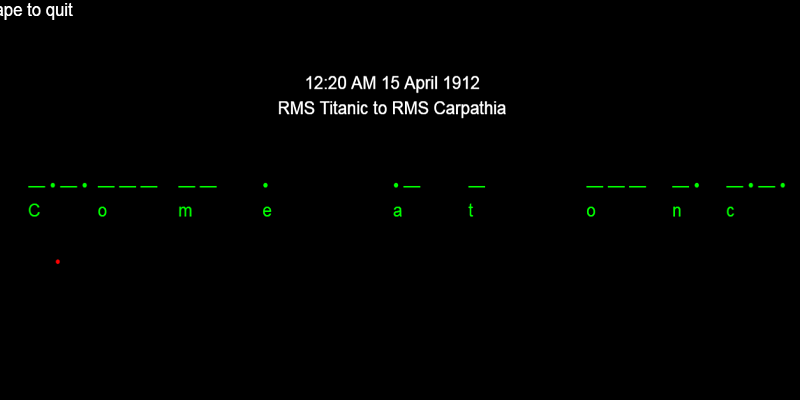 ape to quit
12:20 AM 15 April 1912
RMS Titanic to RMS Carpathia
—•—• ——— —— • •— — ——— —• —•—•
C o m e a t o n c
•